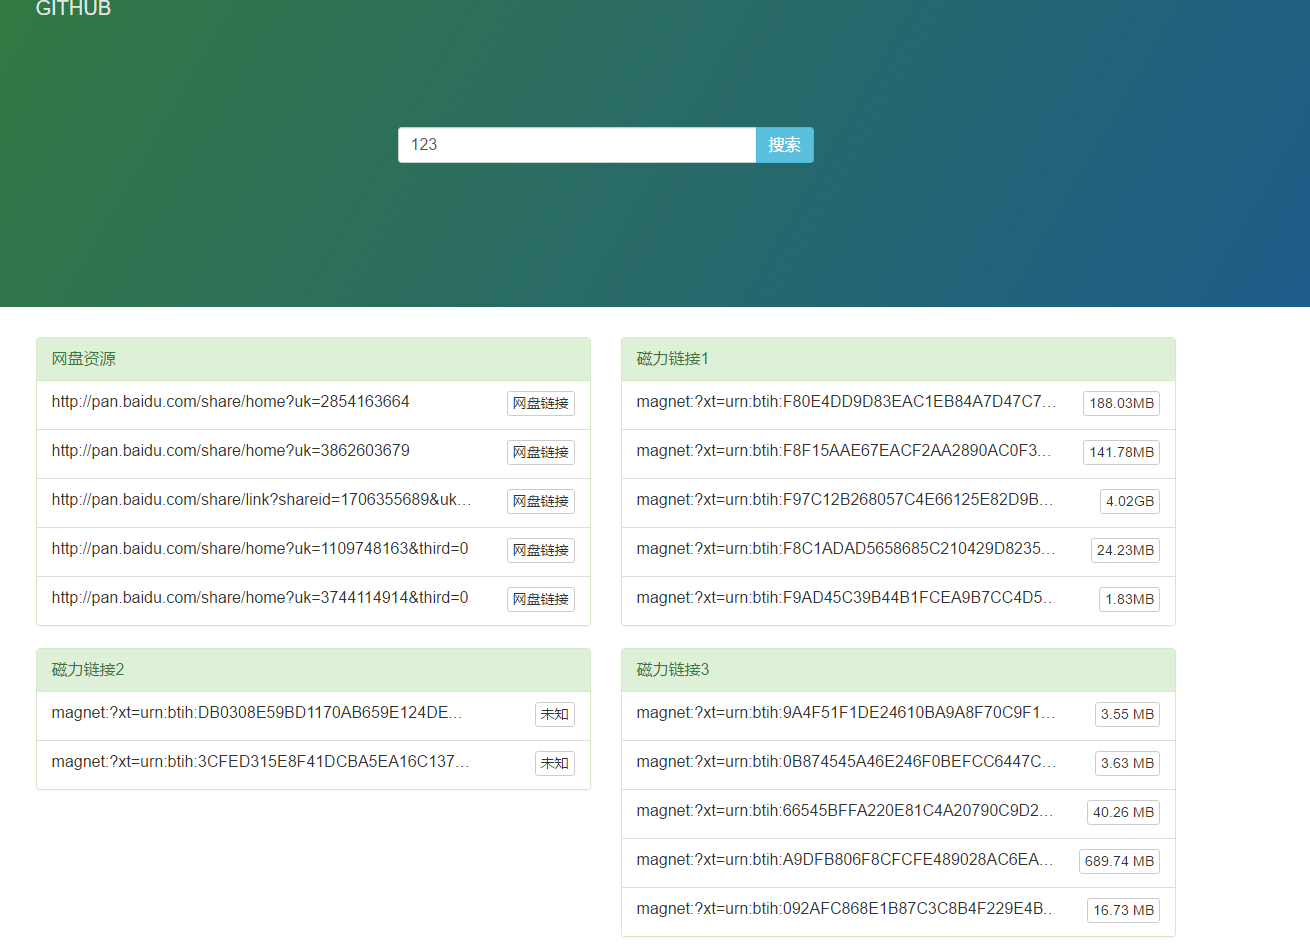 GITHUB
123
搜索
网盘资源
http://pan.baidu.com/share/home?uk=2854163664 网盘链接
http://pan.baidu.com/share/home?uk=3862603679 网盘链接
http://pan.baidu.com/share/link?shareid=1706355689&uk... 网盘链接
http://pan.baidu.com/share/home?uk=1109748163&third=0 网盘链接
http://pan.baidu.com/share/home?uk=3744114914&third=0 网盘链接
磁力链接1
magnet:?xt=urn:btih:F80E4DD9D83EAC1EB84A7D47C7... 188.03MB
magnet:?xt=urn:btih:F8F15AAE67EACF2AA2890AC0F3... 141.78MB
magnet:?xt=urn:btih:F97C12B268057C4E66125E82D9B... 4.02GB
magnet:?xt=urn:btih:F8C1ADAD5658685C210429D8235... 24.23MB
magnet:?xt=urn:btih:F9AD45C39B44B1FCEA9B7CC4D5... 1.83MB
磁力链接2
magnet:?xt=urn:btih:DB0308E59BD1170AB659E124DE... 未知
magnet:?xt=urn:btih:3CFED315E8F41DCBA5EA16C137... 未知
磁力链接3
magnet:?xt=urn:btih:9A4F51F1DE24610BA9A8F70C9F1... 3.55 MB
magnet:?xt=urn:btih:0B874545A46E246F0BEFCC6447C... 3.63 MB
magnet:?xt=urn:btih:66545BFFA220E81C4A20790C9D2... 40.26 MB
magnet:?xt=urn:btih:A9DFB806F8CFCFE489028AC6EA... 689.74 MB
magnet:?xt=urn:btih:092AFC868E1B87C3C8B4F229E4B... 16.73 MB